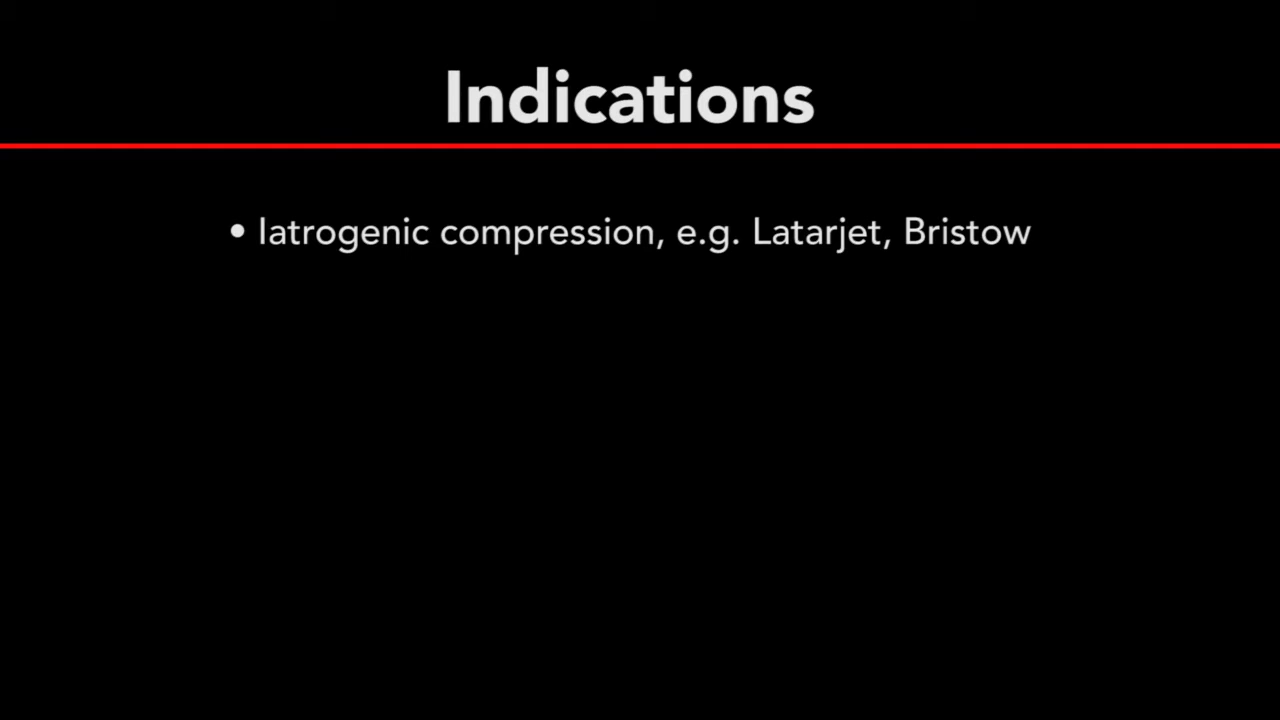 Indications
• Iatrogenic compression, e.g. Latarjet, Bristow